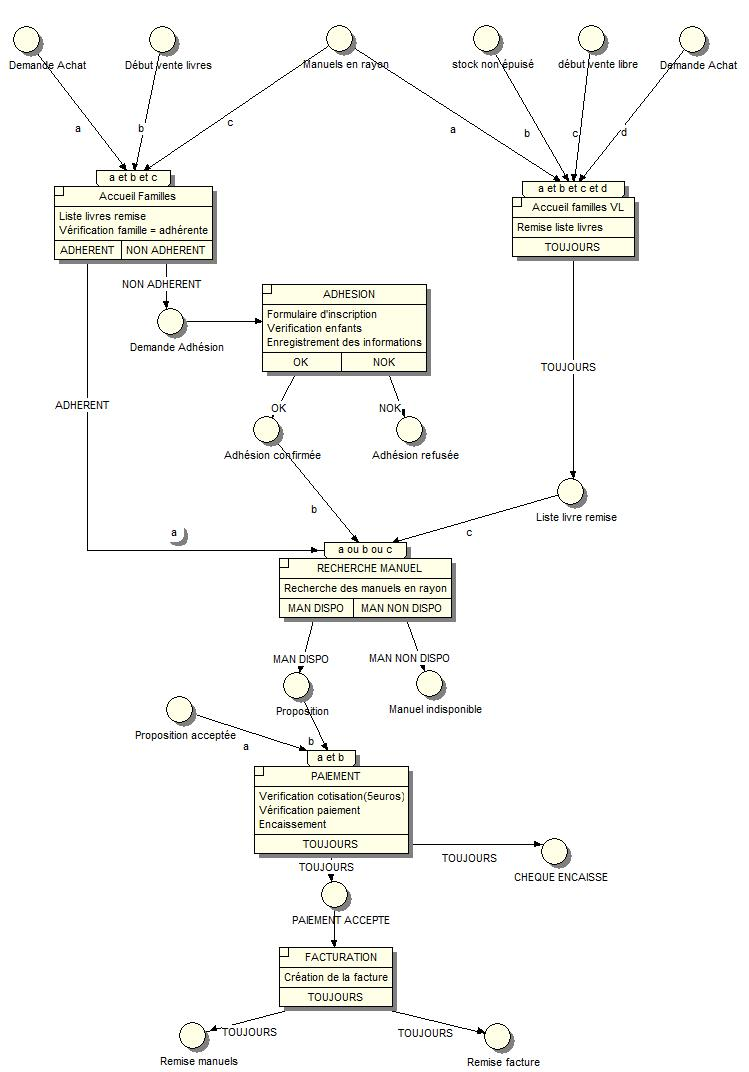 Demande Achat
Début vente livres
Manuels en rayon
stock non épuisé
début vente libre
Demande Achat
a
b
c
a
b
c
d
a et b et c
Accueil Familles
Liste livres remise
Vérification famille = adhérente
ADHERENT
NON ADHERENT
a et b et c et d
Accueil familles VL
Remise liste livres
TOUJOURS
NON ADHERENT
Demande Adhésion
ADHESION
Formulaire d'inscription
Verification enfants
Enregistrement des informations
OK
NOK
TOUJOURS
ADHERENT
OK
NOK
Adhésion confirmée
Adhésion refusée
b
Liste livre remise
a
c
a ou b ou c
RECHERCHE MANUEL
Recherche des manuels en rayon
MAN DISPO
MAN NON DISPO
MAN DISPO
MAN NON DISPO
Proposition
Manuel indisponible
Proposition acceptée
a
b
a et b
PAIEMENT
Verification cotisation(5euros)
Vérification paiement
Encaissement
TOUJOURS
TOUJOURS
TOUJOURS
CHEQUE ENCAISSE
PAIEMENT ACCEPTE
FACTURATION
Création de la facture
TOUJOURS
TOUJOURS
TOUJOURS
Remise manuels
Remise facture